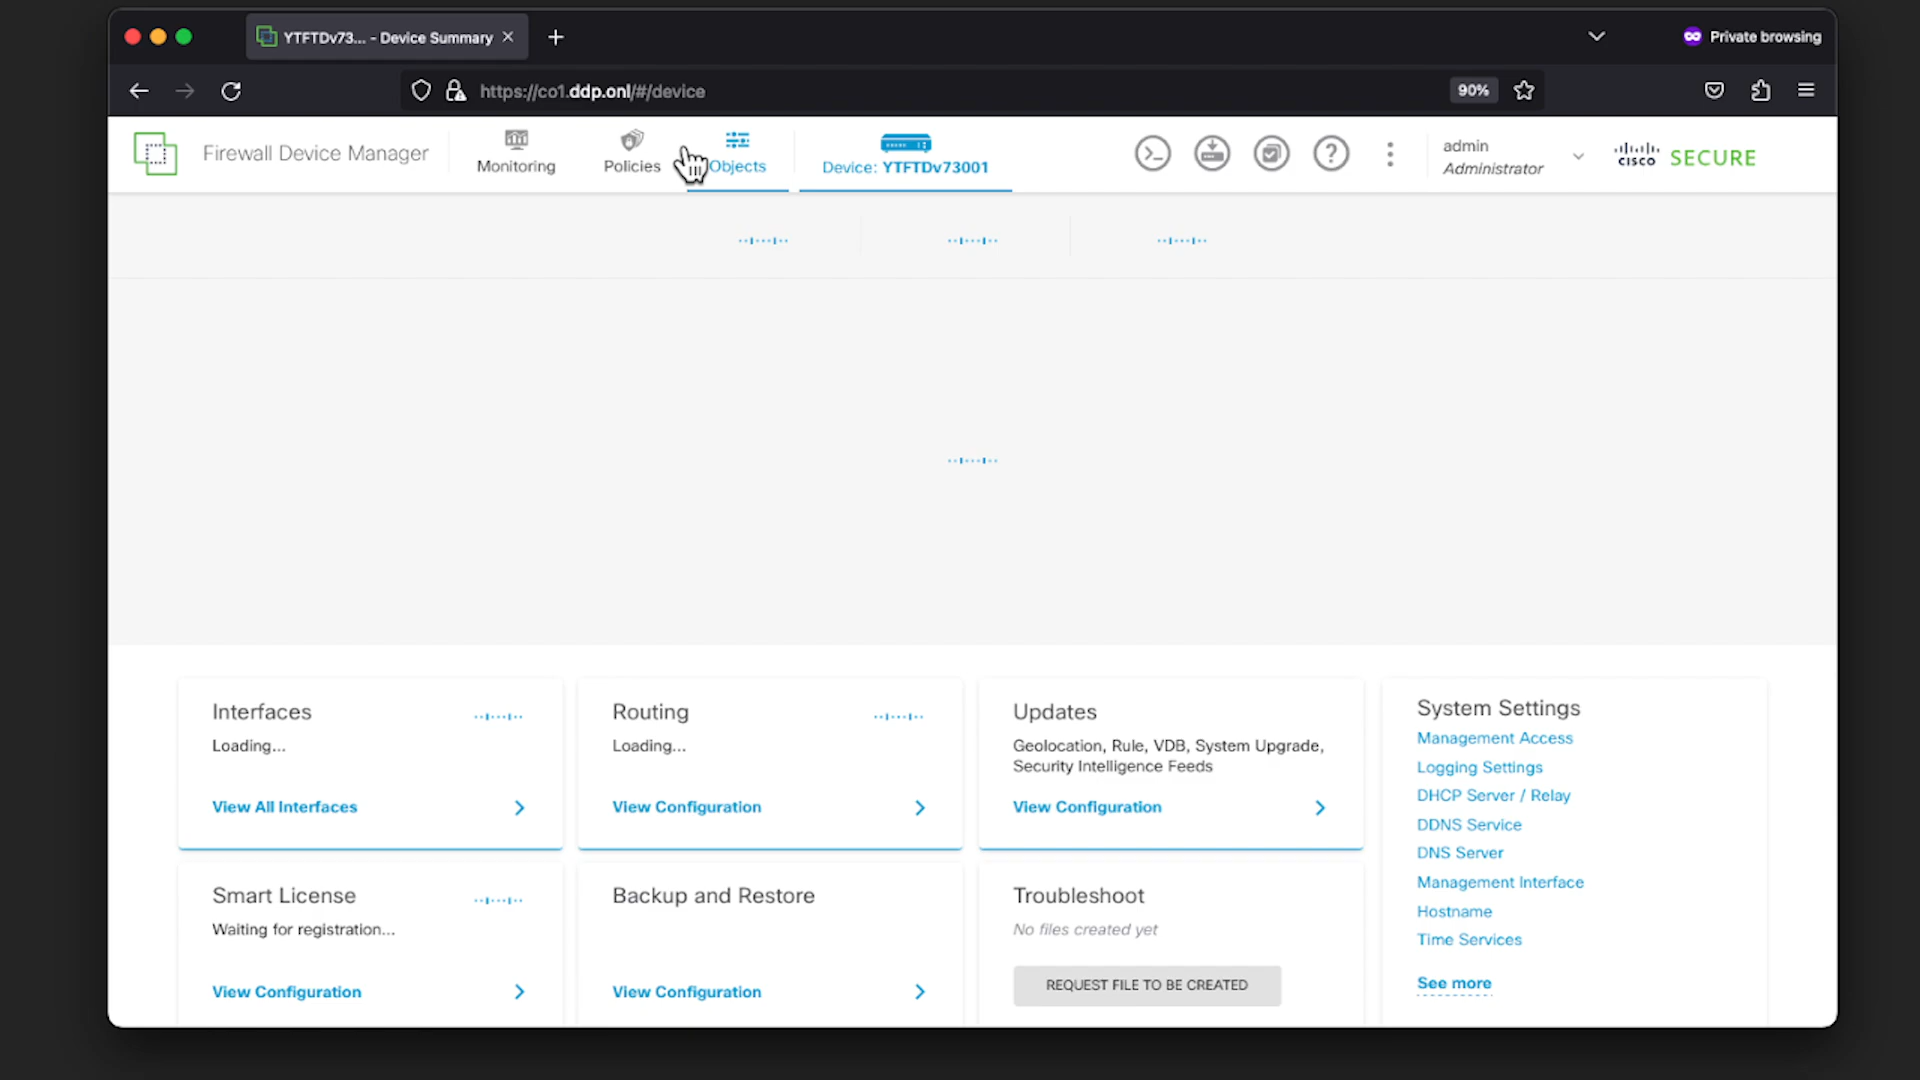 YTFTDv73... - Device Summary
Private browsing
https://co1.ddp.onl/#/device
90%
Firewall Device Manager
Monitoring
Policies
Objects
Device: YTFTDv73001
admin
Administrator
CISCO SECURE
Interfaces
Loading...
View All Interfaces
Routing
Loading...
View Configuration
Updates
Geolocation, Rule, VDB, System Upgrade,
Security Intelligence Feeds
View Configuration
System Settings
Management Access
Logging Settings
DHCP Server / Relay
DDNS Service
DNS Server
Management Interface
Hostname
Time Services
See more
Smart License
Waiting for registration...
View Configuration
Backup and Restore
View Configuration
Troubleshoot
No files created yet
REQUEST FILE TO BE CREATED